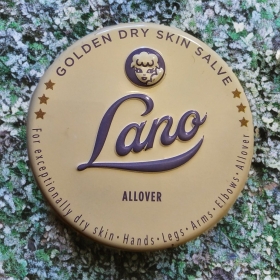 GOLDEN DRY SKIN SALVE
Lano
ALLOVER
For exceptionally dry skin • Hands • Legs • Arms • Elbows • Allover